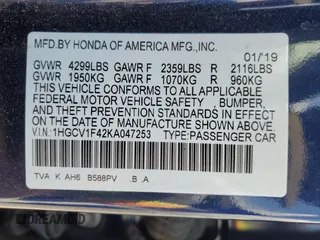 MFD.BY HONDA OF AMERICA MFG.,INC.
01/19
GVWR 4299LBS GAWR F 2359LBS R 2116LBS
GVWR 1950KG GAWR F 1070KG R 960KG
THIS VEHICLE CONFORMS TO ALL APPLICABLE
FEDERAL MOTOR VEHICLE SAFETY , BUMPER,
AND THEFT PREVENTION STANDARDS IN EFFECT
ON THE DATE OF MANUFACTURE SHOWN ABOVE.
V.I.N:1HGCV1F42KA047253 TYPE:PASSENGER CAR
TVA K AH6 B588PV .B .A